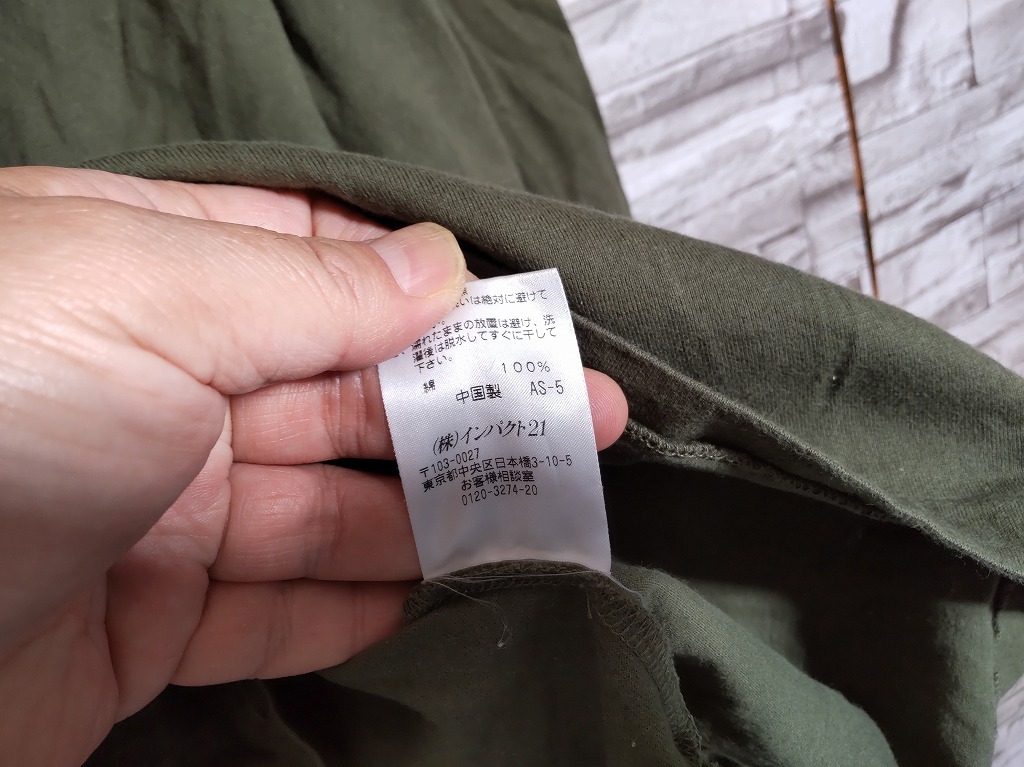 いは絶対に避けて
。
濡れたままの放置は避け、洗
濯後は脱水してすぐに干して
下さい。
綿 100%
中国製 AS-5
(株)インパクト21
〒103-0027
東京都中央区日本橋3-10-5
お客様相談室
0120-3274-20